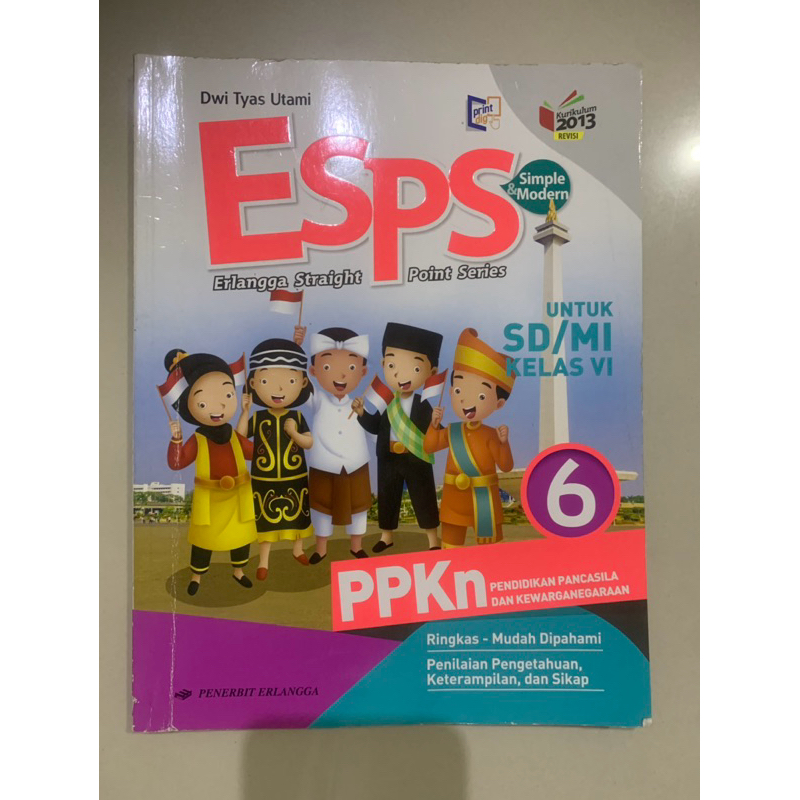 Dwi Tyas Utami
print
dig
Kurikulum
2013
REVISI
ESPS
Simple
& Modern
Erlangga Straight Point Series
UNTUK
SD/MI
KELAS VI
6
PPKn
PENDIDIKAN PANCASILA
DAN KEWARGANEGARAAN
Ringkas - Mudah Dipahami
Penilaian Pengetahuan,
Keterampilan, dan Sikap
PENERBIT ERLANGGA